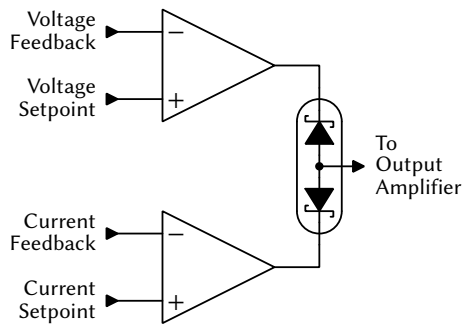 Voltage
Feedback
−
Voltage
Setpoint
+
To
Output
Amplifier
Current
Feedback
−
Current
Setpoint
+